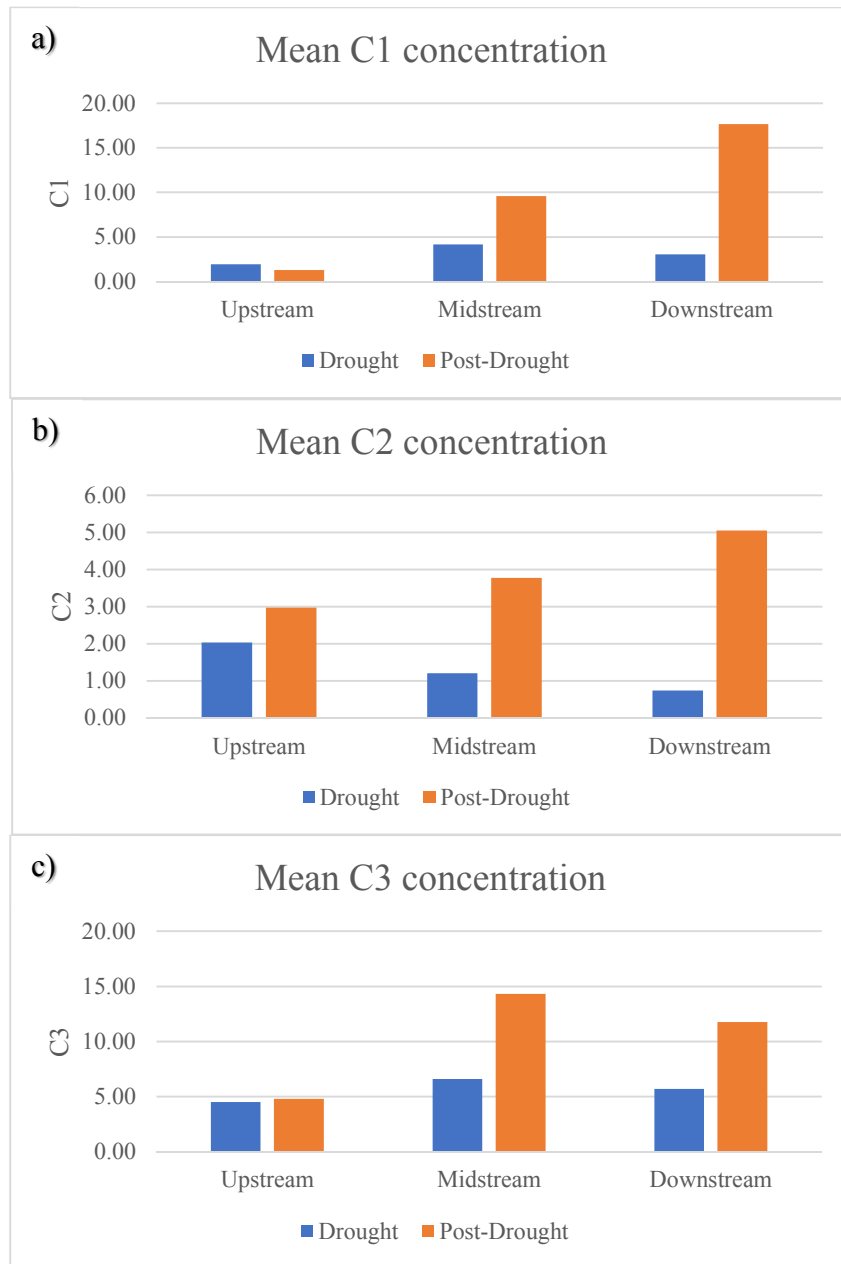 a)
Mean C1 concentration
20.00
15.00
10.00
5.00
0.00
C1
Upstream Midstream Downstream
Drought Post-Drought
b)
Mean C2 concentration
6.00
5.00
4.00
3.00
2.00
1.00
0.00
C2
Upstream Midstream Downstream
Drought Post-Drought
c)
Mean C3 concentration
20.00
15.00
10.00
5.00
0.00
C3
Upstream Midstream Downstream
Drought Post-Drought